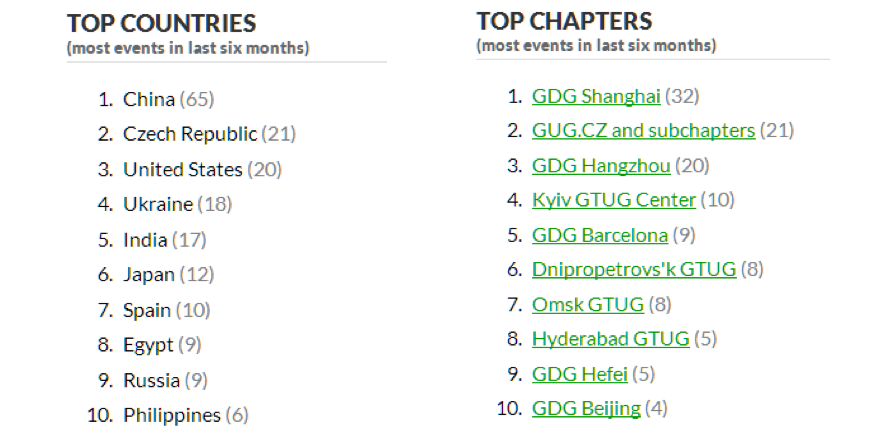 TOP COUNTRIES
(most events in last six months)
1. China (65)
2. Czech Republic (21)
3. United States (20)
4. Ukraine (18)
5. India (17)
6. Japan (12)
7. Spain (10)
8. Egypt (9)
9. Russia (9)
10. Philippines (6)
TOP CHAPTERS
(most events in last six months)
1. GDG Shanghai (32)
2. GUG.CZ and subchapters (21)
3. GDG Hangzhou (20)
4. Kyiv GTUG Center (10)
5. GDG Barcelona (9)
6. Dnipropetrovs'k GTUG (8)
7. Omsk GTUG (8)
8. Hyderabad GTUG (5)
9. GDG Hefei (5)
10. GDG Beijing (4)